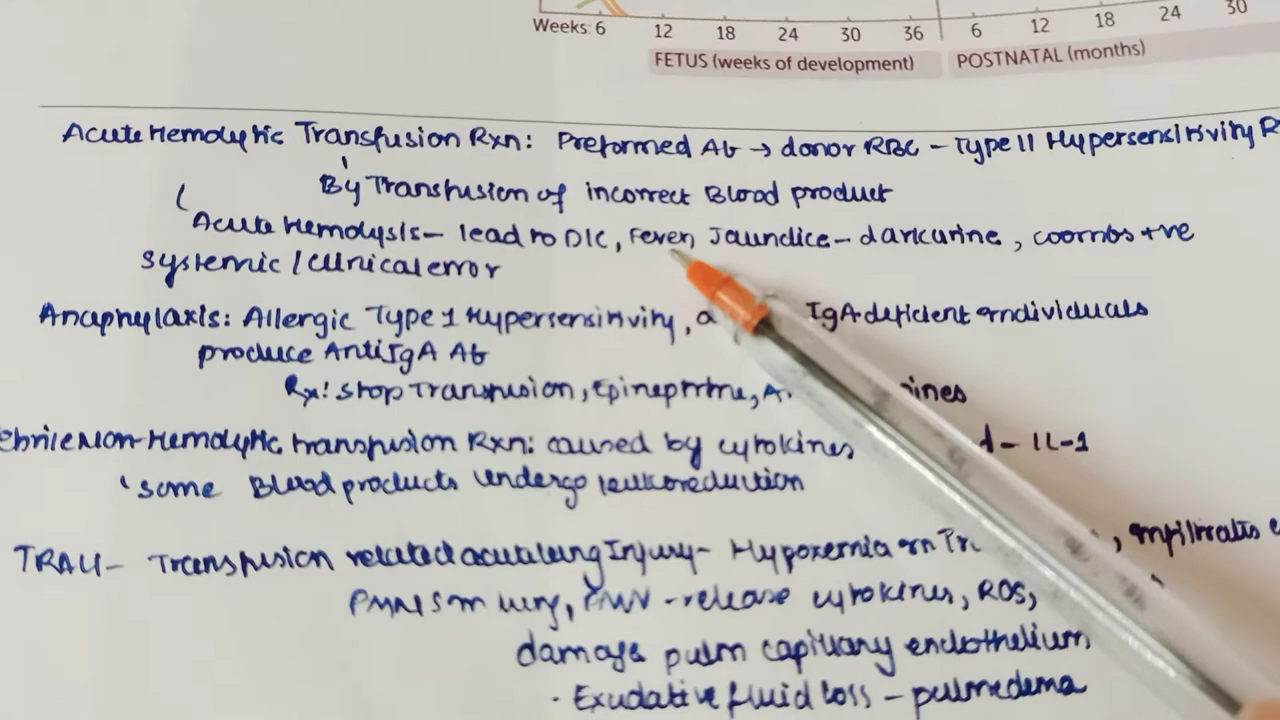 Weeks: 6 12 18 24 30 36 6 12 18 24 30
FETUS (weeks of development) POSTNATAL (months)
Acute Hemolytic Transfusion Rxn: Preformed Ab → donor RBC - Type II Hypersensitivity R
By Transfusion of incorrect Blood product
Acute Hemolysis - lead to DIC, Fever, Jaundice - dark urine, coombs +ve
systemic / clinical error
Anaphylaxis: Allergic Type 1 Hypersensitivity, IgA deficient individuals
produce Anti IgA Ab
Rx: stop Transfusion, Epinephrine,
Febrile Non-Hemolytic transfusion Rxn: caused by cytokines - IL-1
some Blood products undergo leukoreduction
TRALI - Transfusion related acute lung Injury - Hypoxemia, infiltrates
PMNs in lung, - release cytokines, ROS,
damage pulm capillary endothelium
· Exudative fluid loss - pulm edema